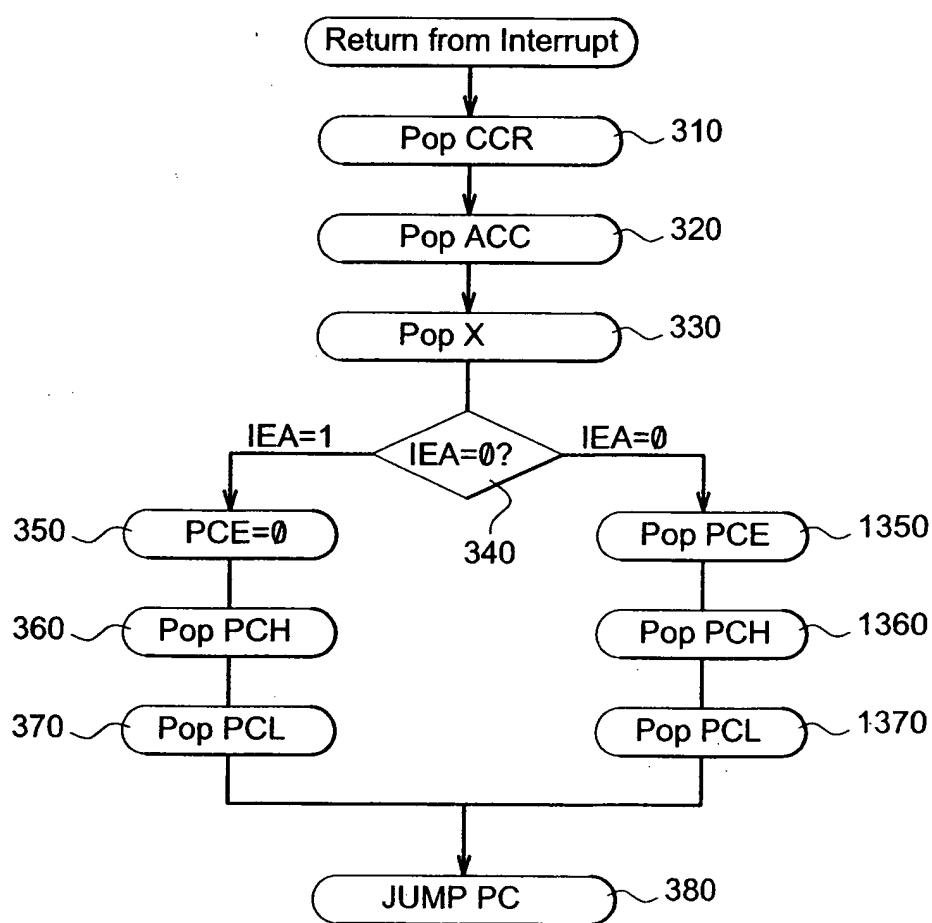 Return from Interrupt
Pop CCR
310
Pop ACC
320
Pop X
330
IEA=1
IEA=0?
IEA=0
340
350
PCE=0
Pop PCE
1350
360
Pop PCH
Pop PCH
1360
370
Pop PCL
Pop PCL
1370
JUMP PC
380